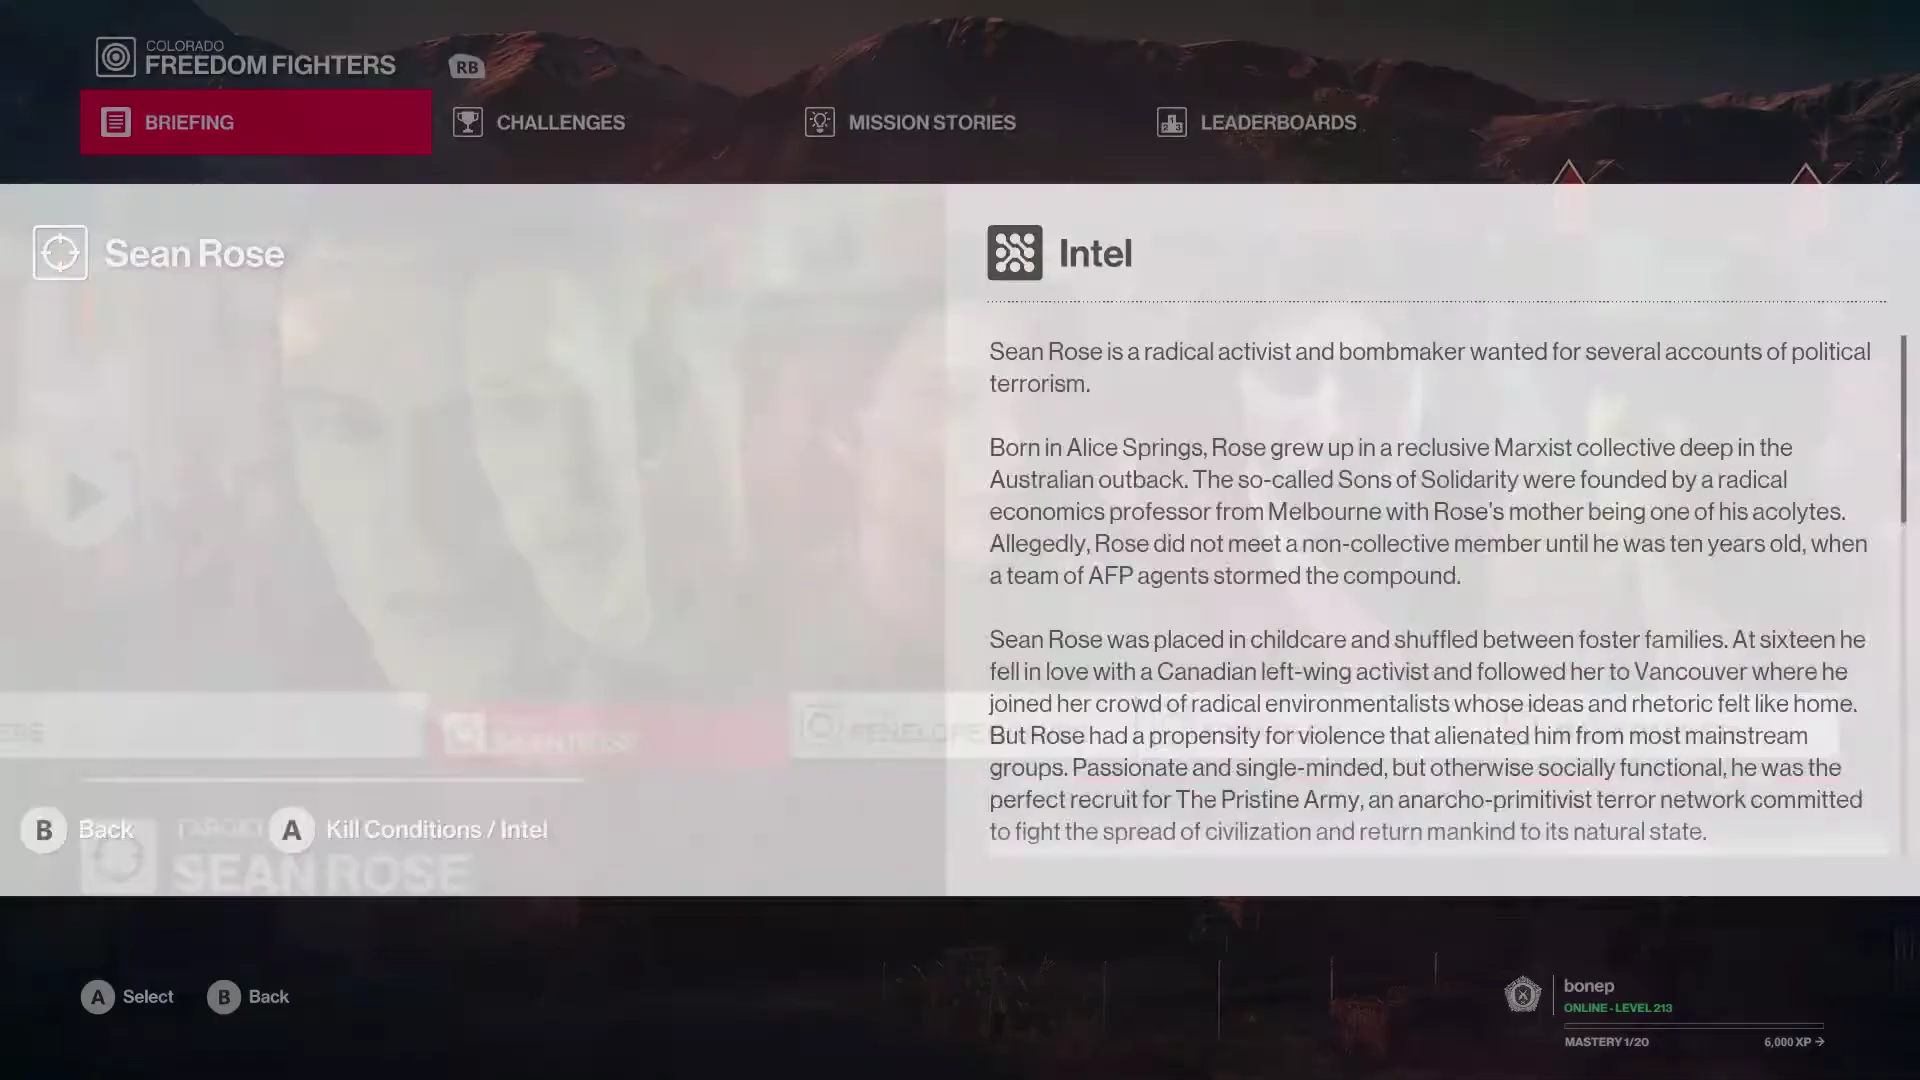 COLORADO
FREEDOM FIGHTERS
RB
BRIEFING
CHALLENGES
MISSION STORIES
LEADERBOARDS
Sean Rose
Intel
Sean Rose is a radical activist and bombmaker wanted for several accounts of political
terrorism.
Born in Alice Springs, Rose grew up in a reclusive Marxist collective deep in the
Australian outback. The so-called Sons of Solidarity were founded by a radical
economics professor from Melbourne with Rose's mother being one of his acolytes.
Allegedly, Rose did not meet a non-collective member until he was ten years old, when
a team of AFP agents stormed the compound.
Sean Rose was placed in childcare and shuffled between foster families. At sixteen he
fell in love with a Canadian left-wing activist and followed her to Vancouver where he
joined her crowd of radical environmentalists whose ideas and rhetoric felt like home.
But Rose had a propensity for violence that alienated him from most mainstream
groups. Passionate and single-minded, but otherwise socially functional, he was the
perfect recruit for The Pristine Army, an anarcho-primitivist terror network committed
to fight the spread of civilization and return mankind to its natural state.
SEAN ROSE
PENELOPE
B Back
A Kill Conditions / Intel
TARGET
SEAN ROSE
A Select
B Back
bonep
ONLINE - LEVEL 213
MASTERY 1/20
6,000 XP →